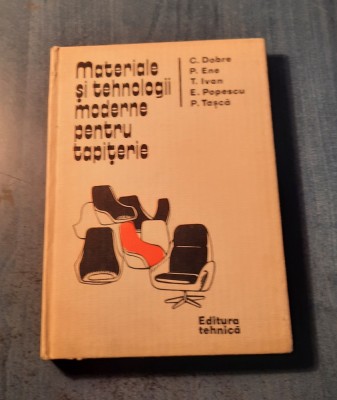 Materiale
și tehnologii
moderne
pentru
tapițerie
C. Dobre
P. Ene
T. Ivan
E. Popescu
P. Tașcă
Editura
tehnică